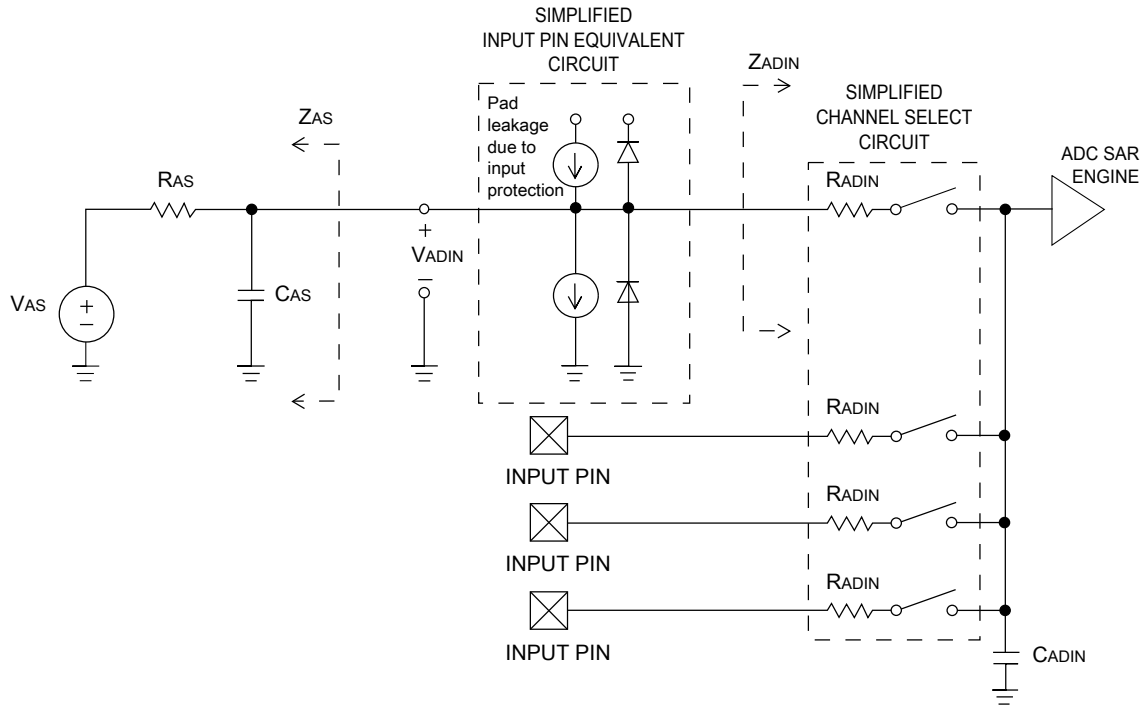 SIMPLIFIED
INPUT PIN EQUIVALENT
CIRCUIT
Pad
leakage
due to
input
protection
ZAS
RAS
VAS
+
−
CAS
+
VADIN
−
ZADIN
SIMPLIFIED
CHANNEL SELECT
CIRCUIT
RADIN
ADC SAR
ENGINE
RADIN
INPUT PIN
RADIN
INPUT PIN
RADIN
INPUT PIN
CADIN